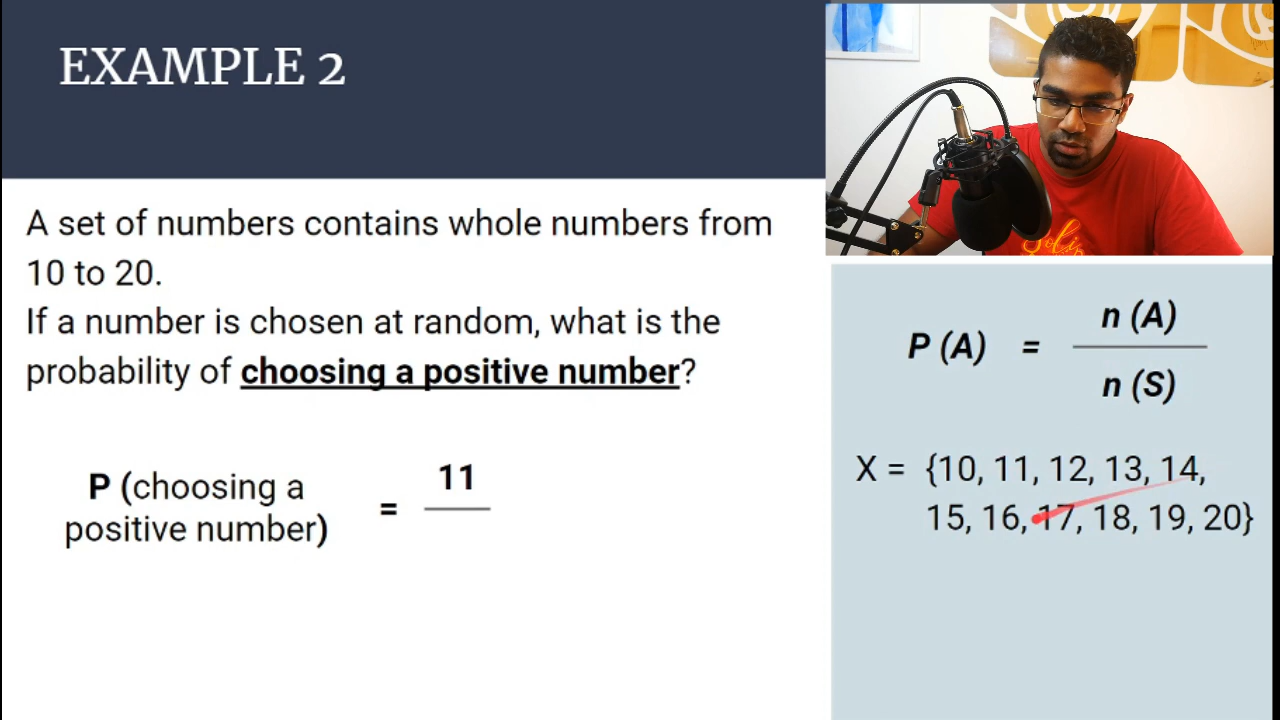 EXAMPLE 2
A set of numbers contains whole numbers from
10 to 20.
If a number is chosen at random, what is the
probability of choosing a positive number?
P (choosing a
positive number)
=
11
P (A) = n (A)
n (S)
X = {10, 11, 12, 13, 14,
15, 16, 17, 18, 19, 20}